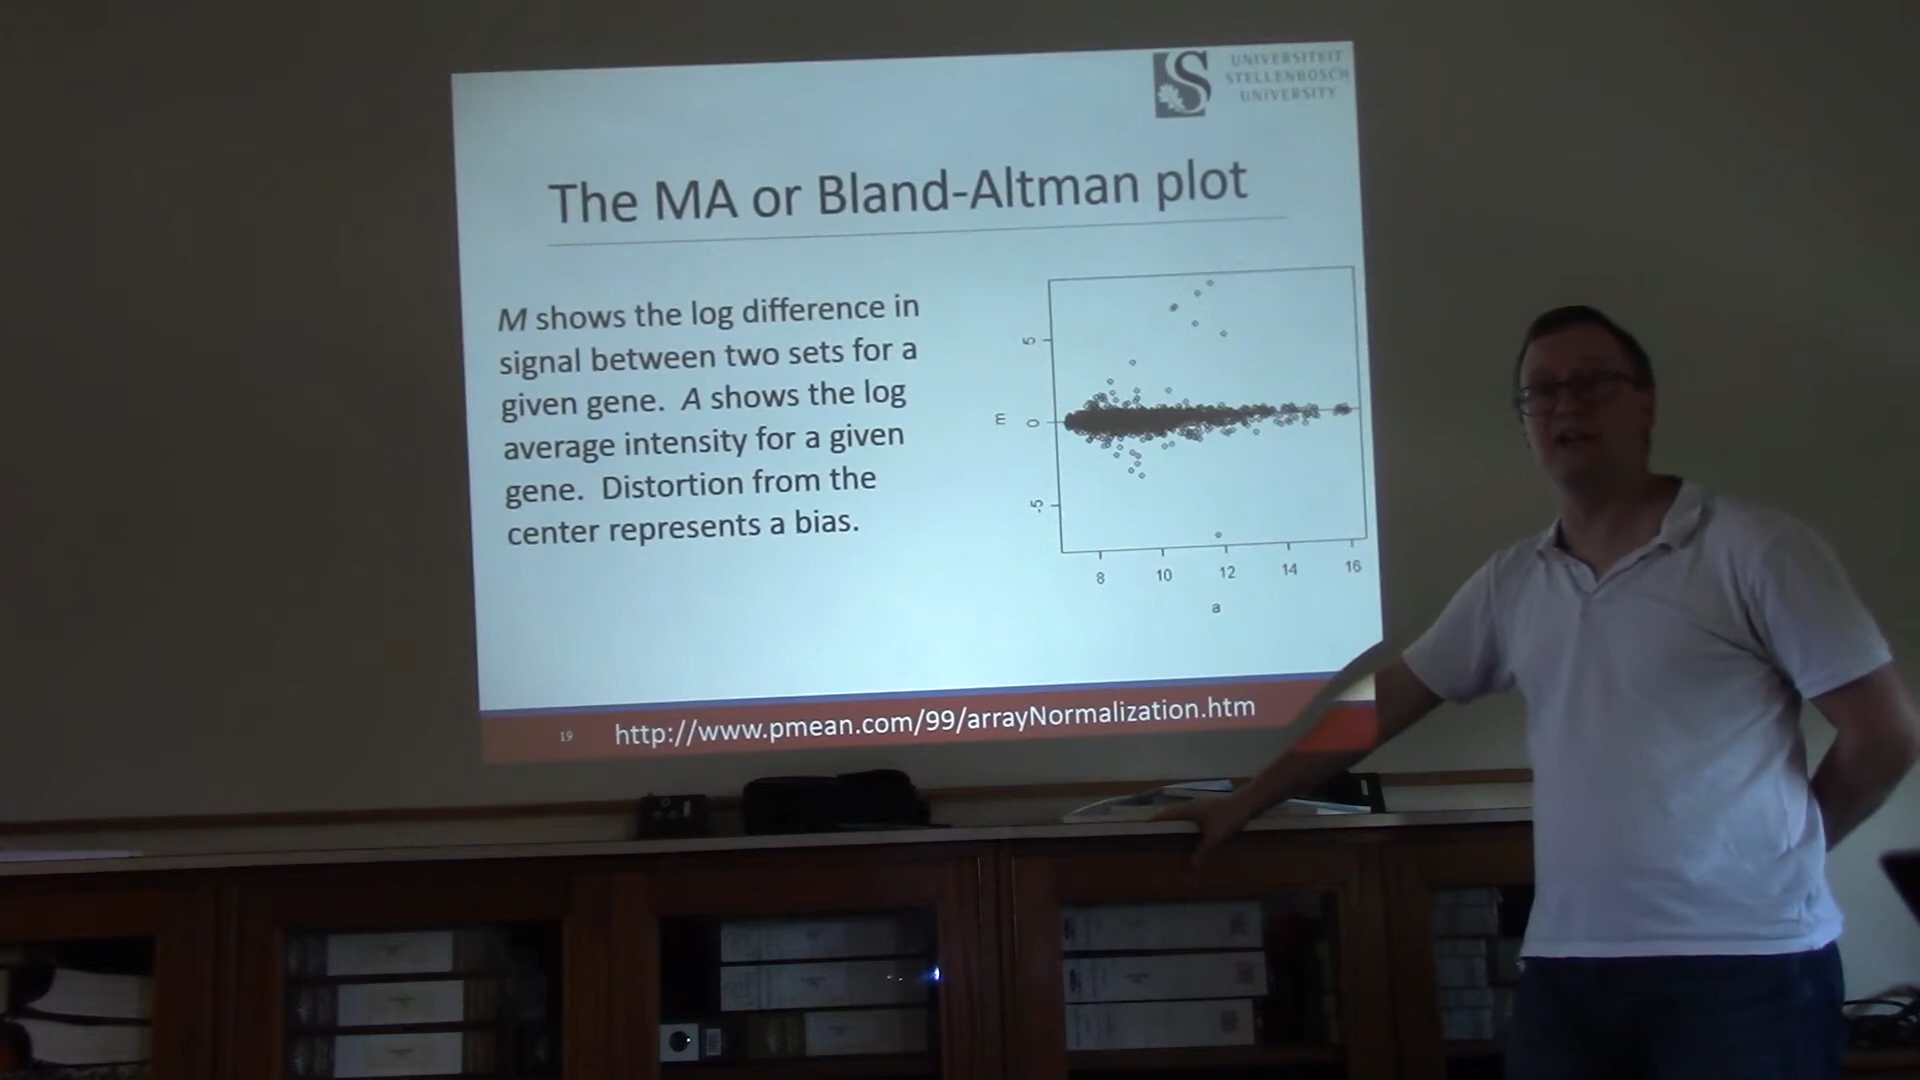 UNIVERSITEIT
STELLENBOSCH
UNIVERSITY
The MA or Bland-Altman plot
M shows the log difference in
signal between two sets for a
given gene. A shows the log
average intensity for a given
gene. Distortion from the
center represents a bias.
5
m
0
-5
8 10 12 14 16
a
19 http://www.pmean.com/99/arrayNormalization.htm